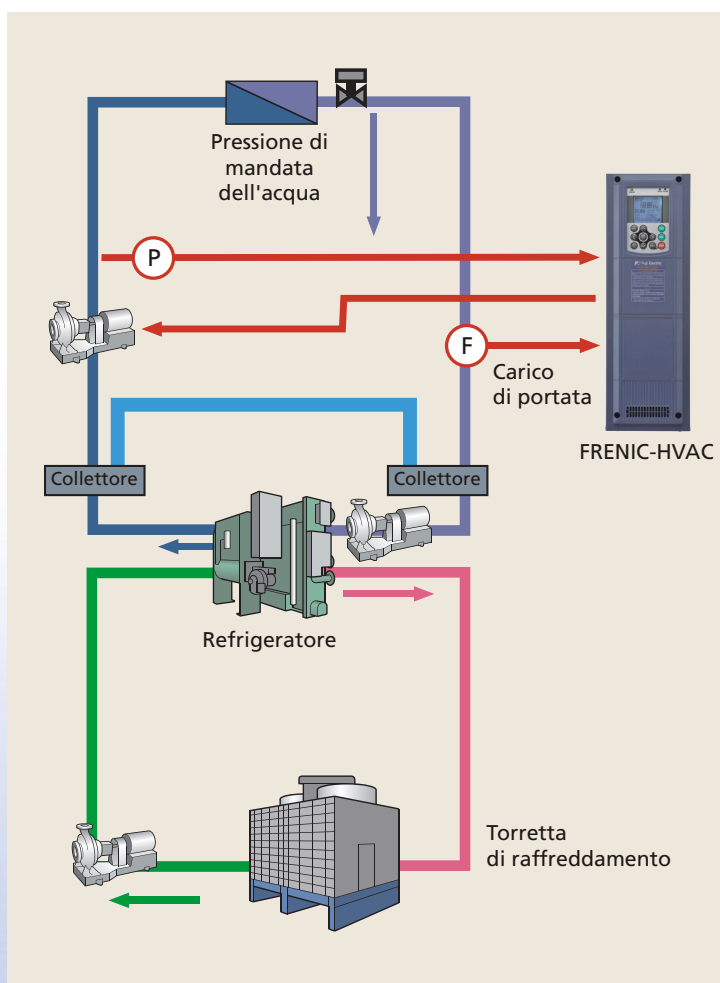 Pressione di
mandata
dell'acqua
P
F
Carico
di portata
FRENIC-HVAC
Collettore
Collettore
Refrigeratore
Torretta
di raffreddamento